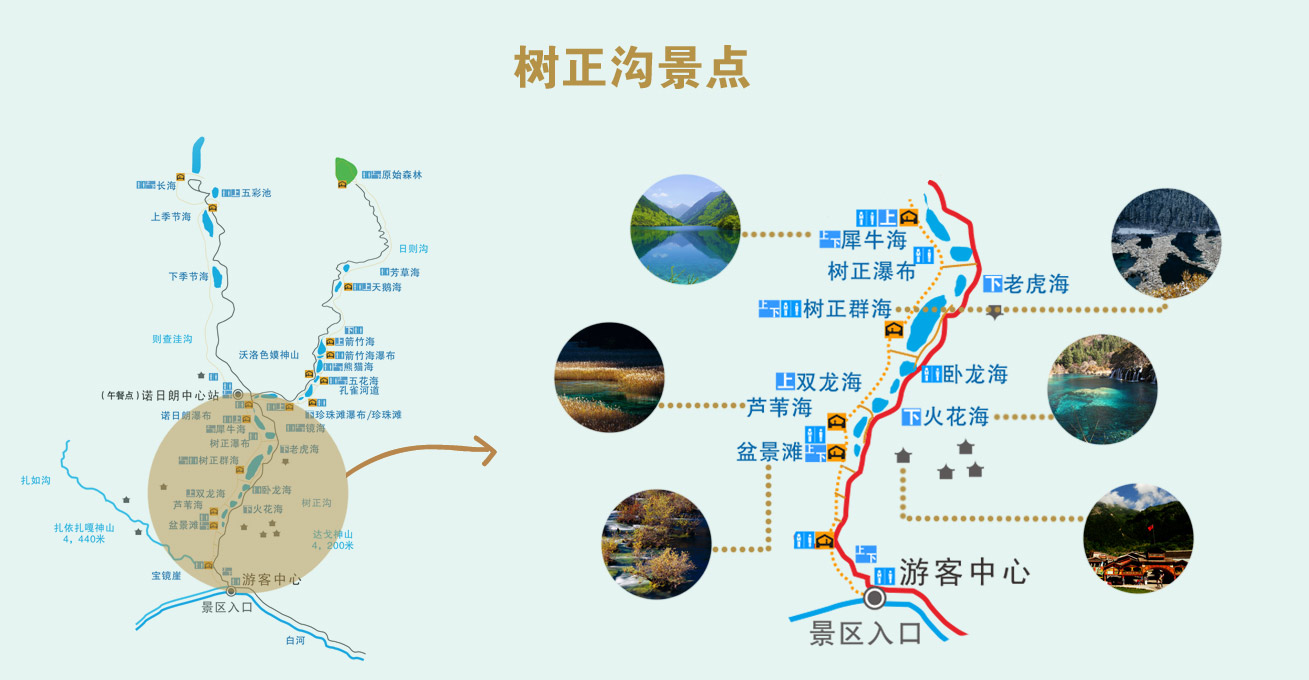 树正沟景点
长海
五彩池
上季节海
下季节海
则查洼沟
原始森林
日则沟
芳草海
天鹅海
箭竹海
箭竹海瀑布
熊猫海
五花海
孔雀河道
沃洛色嫫神山
(午餐点)诺日朗中心站
诺日朗瀑布
珍珠滩瀑布/珍珠滩
镜海
犀牛海
树正瀑布
老虎海
树正群海
双龙海
卧龙海
芦苇海
树正沟
火花海
盆景滩
扎如沟
扎依扎嘎神山
4，440米
达戈神山
4，200米
宝镜崖
游客中心
景区入口
白河
上
上下犀牛海
树正瀑布
下老虎海
上下树正群海
上双龙海
卧龙海
芦苇海
下火花海
盆景滩上下
上下
游客中心
景区入口